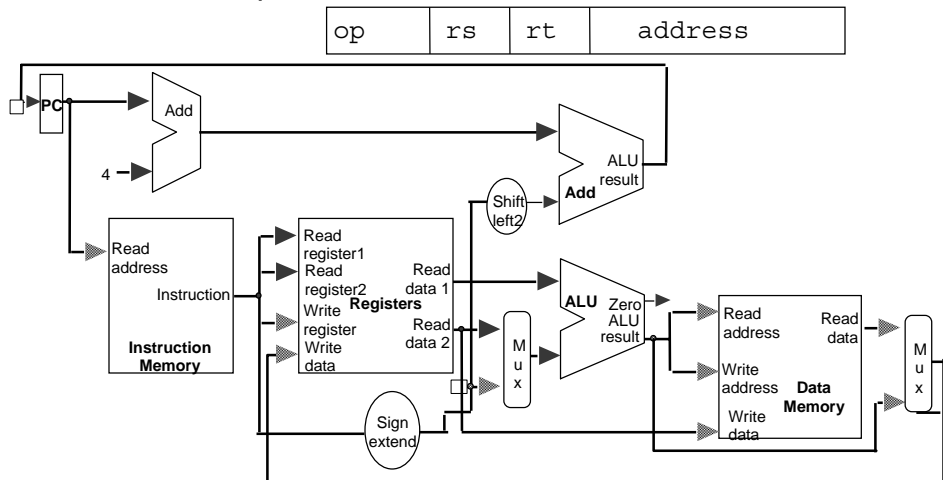 op rs rt address
PC
Add
4
ALU
result
Add
Shift
left2
Read
address
Instruction
Instruction
Memory
Read
register1
Read
register2
Write
register
Write
data
Registers
Read
data 1
Read
data 2
Sign
extend
M
u
x
ALU
Zero
ALU
result
Read
address
Write
address
Write
data
Read
data
Data
Memory
M
u
x